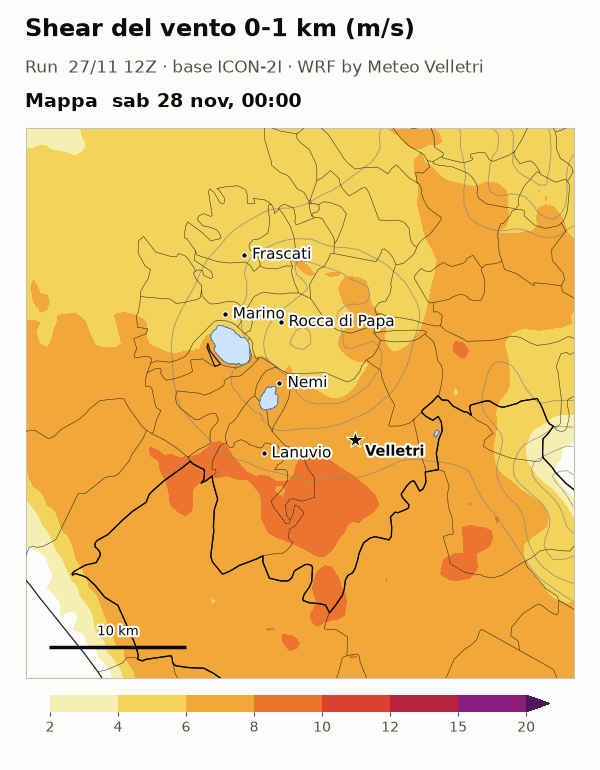 Shear del vento 0-1 km (m/s)
Run  27/11 12Z · base ICON-2I · WRF by Meteo Velletri
Mappa  sab 28 nov, 00:00
Frascati
Marino
Rocca di Papa
Nemi
Velletri
Lanuvio
10 km
2 4 6 8 10 12 15 20